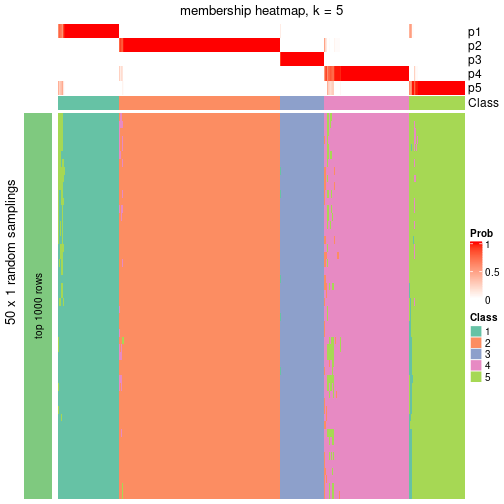 membership heatmap, k = 5
p1
p2
p3
p4
p5
Class
50 x 1 random samplings
top 1000 rows
Prob
1
0.5
0
Class
1
2
3
4
5